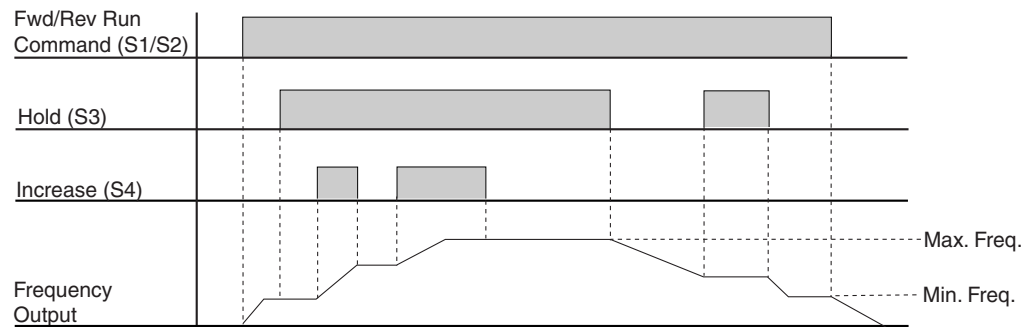 Fwd/Rev Run
Command (S1/S2)
Hold (S3)
Increase (S4)
Max. Freq.
Frequency
Output
Min. Freq.